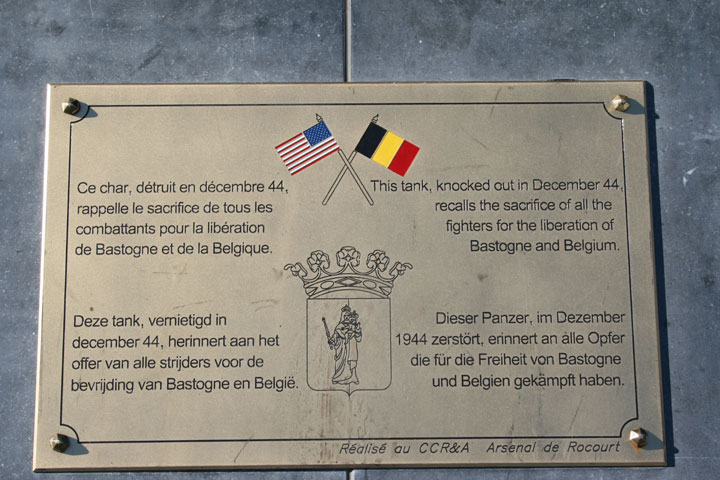 Ce char, détruit en décembre 44,
rappelle le sacrifice de tous les
combattants pour la libération
de Bastogne et de la Belgique.
This tank, knocked out in December 44,
recalls the sacrifice of all the
fighters for the liberation of
Bastogne and Belgium.
Deze tank, vernietigd in
december 44, herinnert aan het
offer van alle strijders voor de
bevrijding van Bastogne en België.
Dieser Panzer, im Dezember
1944 zerstört, erinnert an alle Opfer
die für die Freiheit von Bastogne
und Belgien gekämpft haben.
Réalisé au CCR&A Arsenal de Rocourt